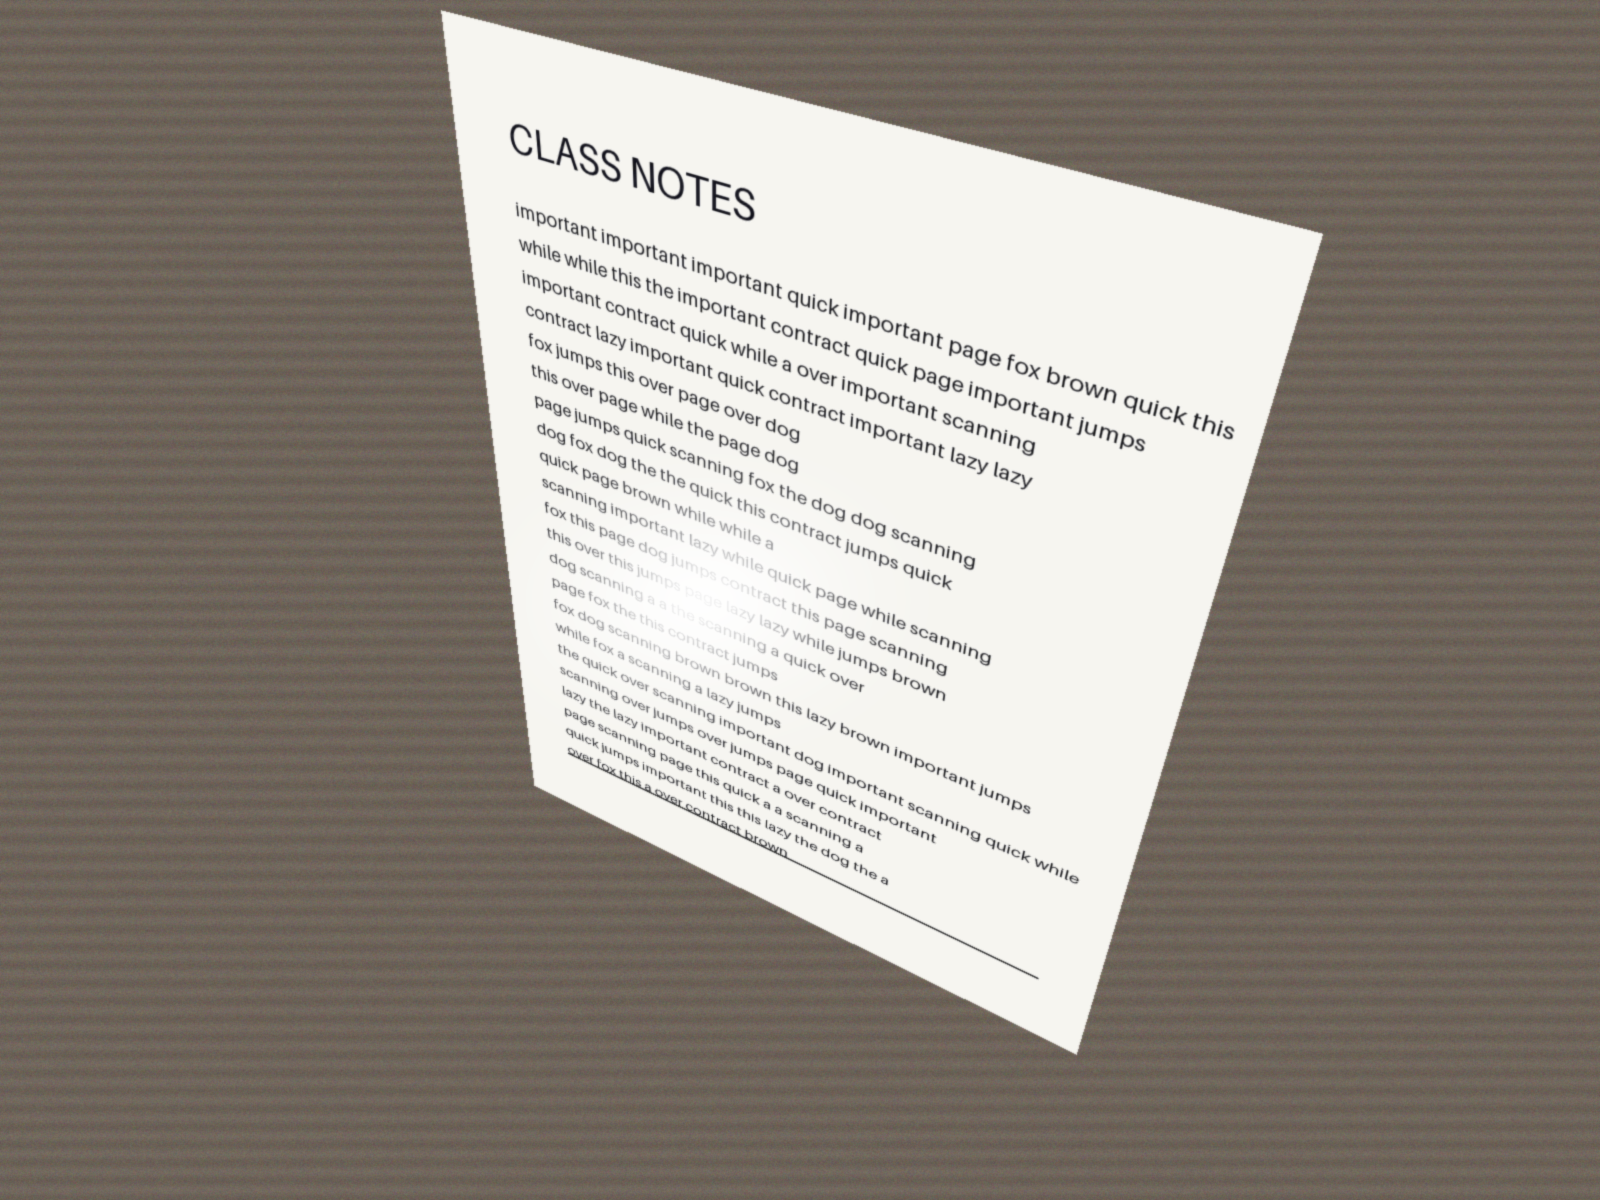 CLASS NOTES
important important important quick important page fox brown quick this
while while this the important contract quick page important jumps
important contract quick while a over important scanning
contract lazy important quick contract important lazy lazy
fox jumps this over page over dog
this over page while the page dog
page jumps quick scanning fox the dog dog scanning
dog fox dog the the quick this contract jumps quick
quick page brown while while a
scanning important lazy while quick page while scanning
fox this page dog jumps contract this page scanning
this over this jumps page lazy lazy while jumps brown
dog scanning a a the scanning a quick over
page fox the this contract jumps
fox dog scanning brown brown this lazy brown important jumps
while fox a scanning a lazy jumps
the quick over scanning important dog important scanning quick while
scanning over jumps over jumps page quick important
lazy the lazy important contract a over contract
page scanning page this quick a a scanning a
quick jumps important this this lazy the dog the a
over fox this a over contract brown